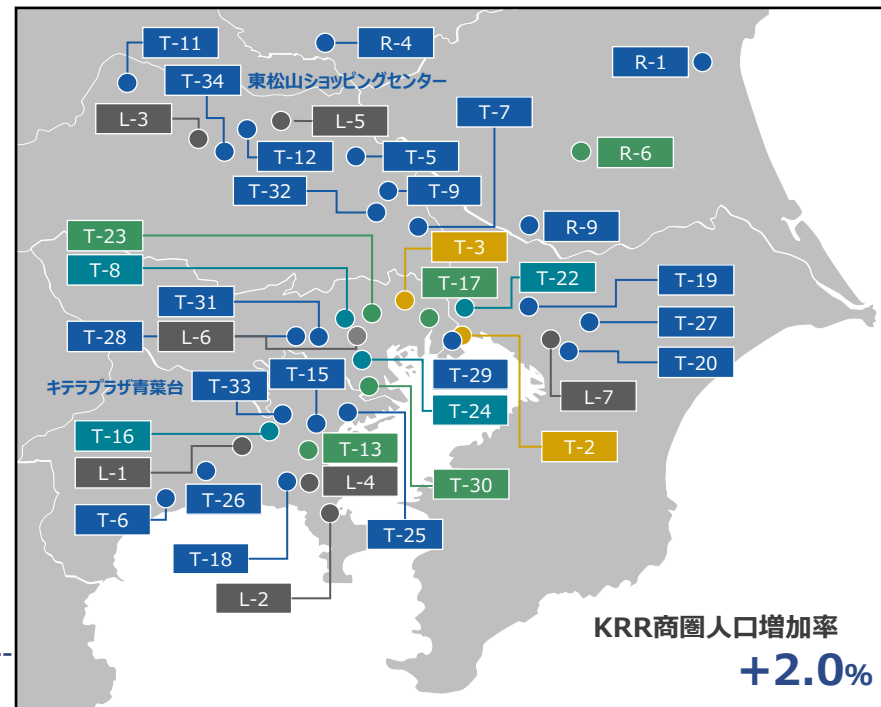 T-11
R-4
R-1
T-34 東松山ショッピングセンター
T-7
L-3
L-5
T-12
T-5
R-6
T-32
T-9
T-23
T-3
R-9
T-8
T-17
T-22
T-19
T-31
T-28
L-6
T-27
T-20
キテラプラザ青葉台
T-15
T-29
T-33
T-24
L-7
T-16
T-13
T-2
L-1
L-4
T-30
T-26
T-6
T-25
T-18
L-2
KRR商圏人口増加率
+2.0%